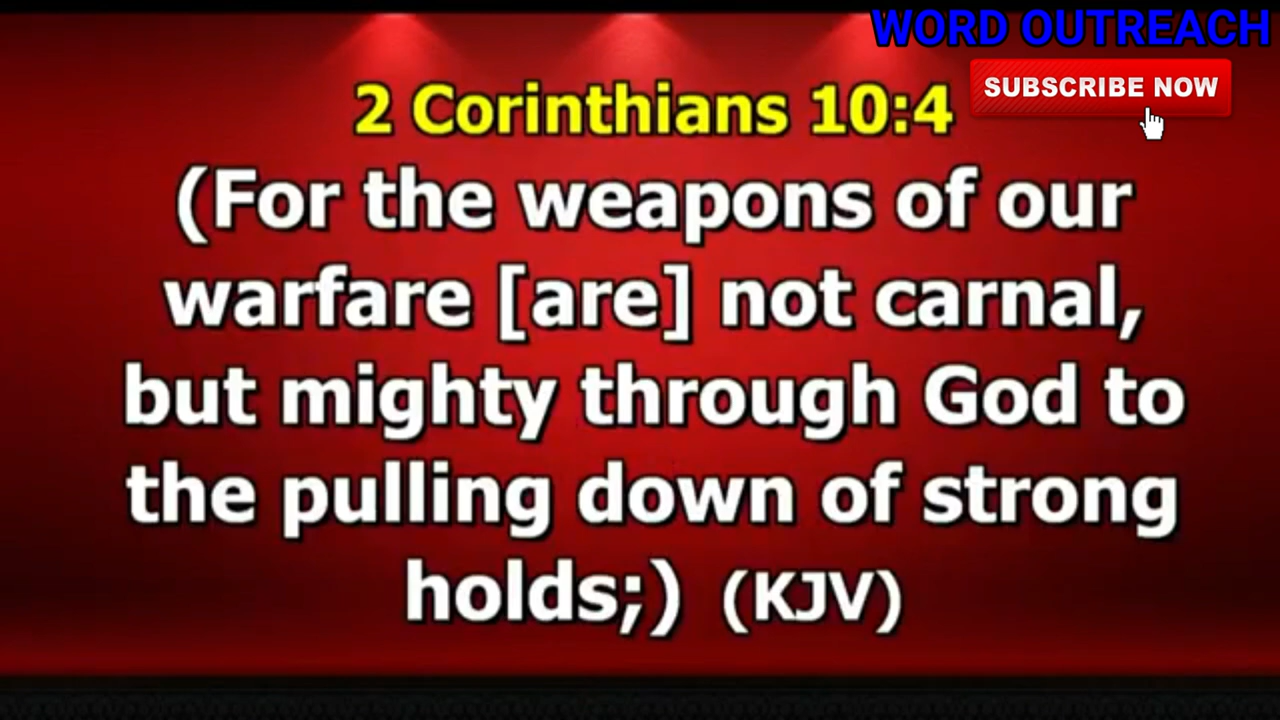 WORD OUTREACH
SUBSCRIBE NOW
2 Corinthians 10:4
(For the weapons of our
warfare [are] not carnal,
but mighty through God to
the pulling down of strong
holds;) (KJV)